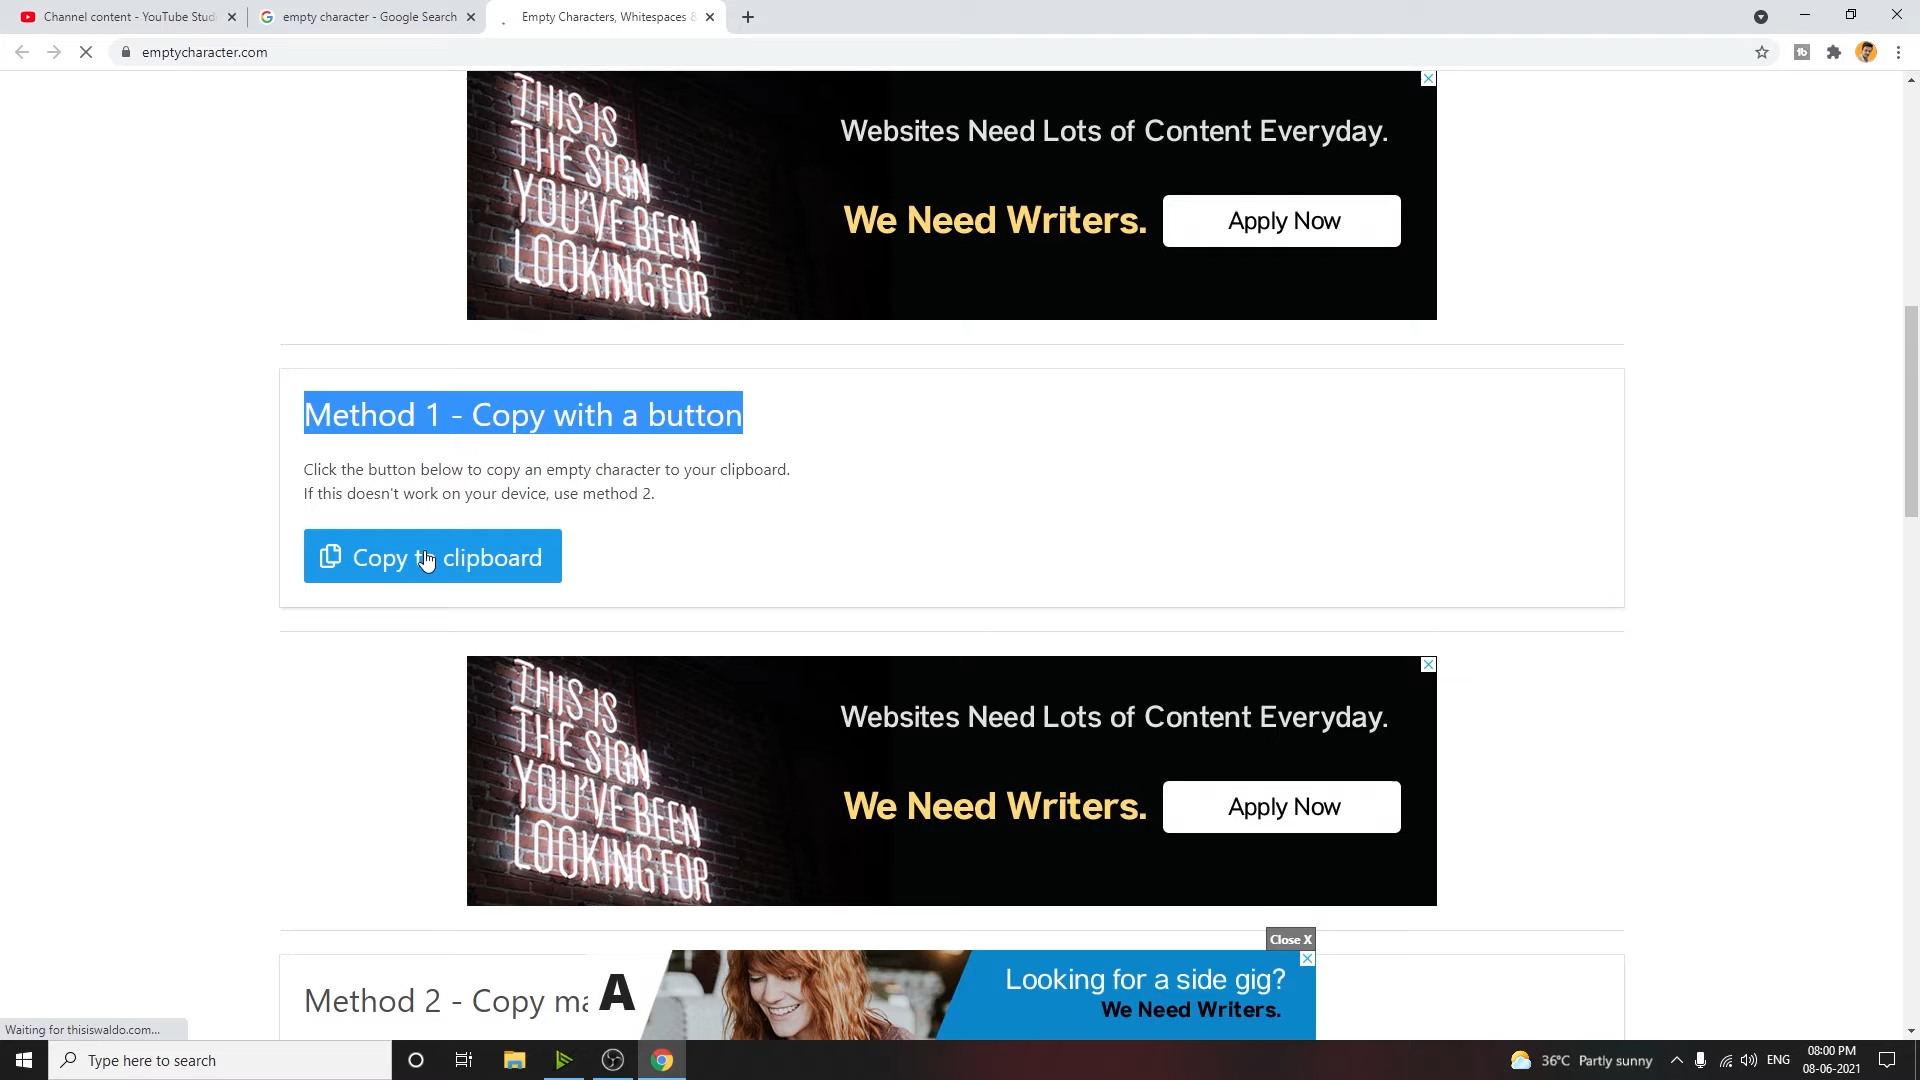 Channel content - YouTube Stud
empty character - Google Search
Empty Characters, Whitespaces &
emptycharacter.com
THIS IS
THE SIGN
YOU'VE BEEN
LOOKING FOR
Websites Need Lots of Content Everyday.
We Need Writers.
Apply Now
Method 1 - Copy with a button
Click the button below to copy an empty character to your clipboard.
If this doesn't work on your device, use method 2.
Copy to clipboard
THIS IS
THE SIGN
YOU'VE BEEN
LOOKING FOR
Websites Need Lots of Content Everyday.
We Need Writers.
Apply Now
Close X
Method 2 - Copy ma
A
Looking for a side gig?
We Need Writers.
Waiting for thisiswaldo.com...
Type here to search
36°C Partly sunny
ENG
08:00 PM
08-06-2021